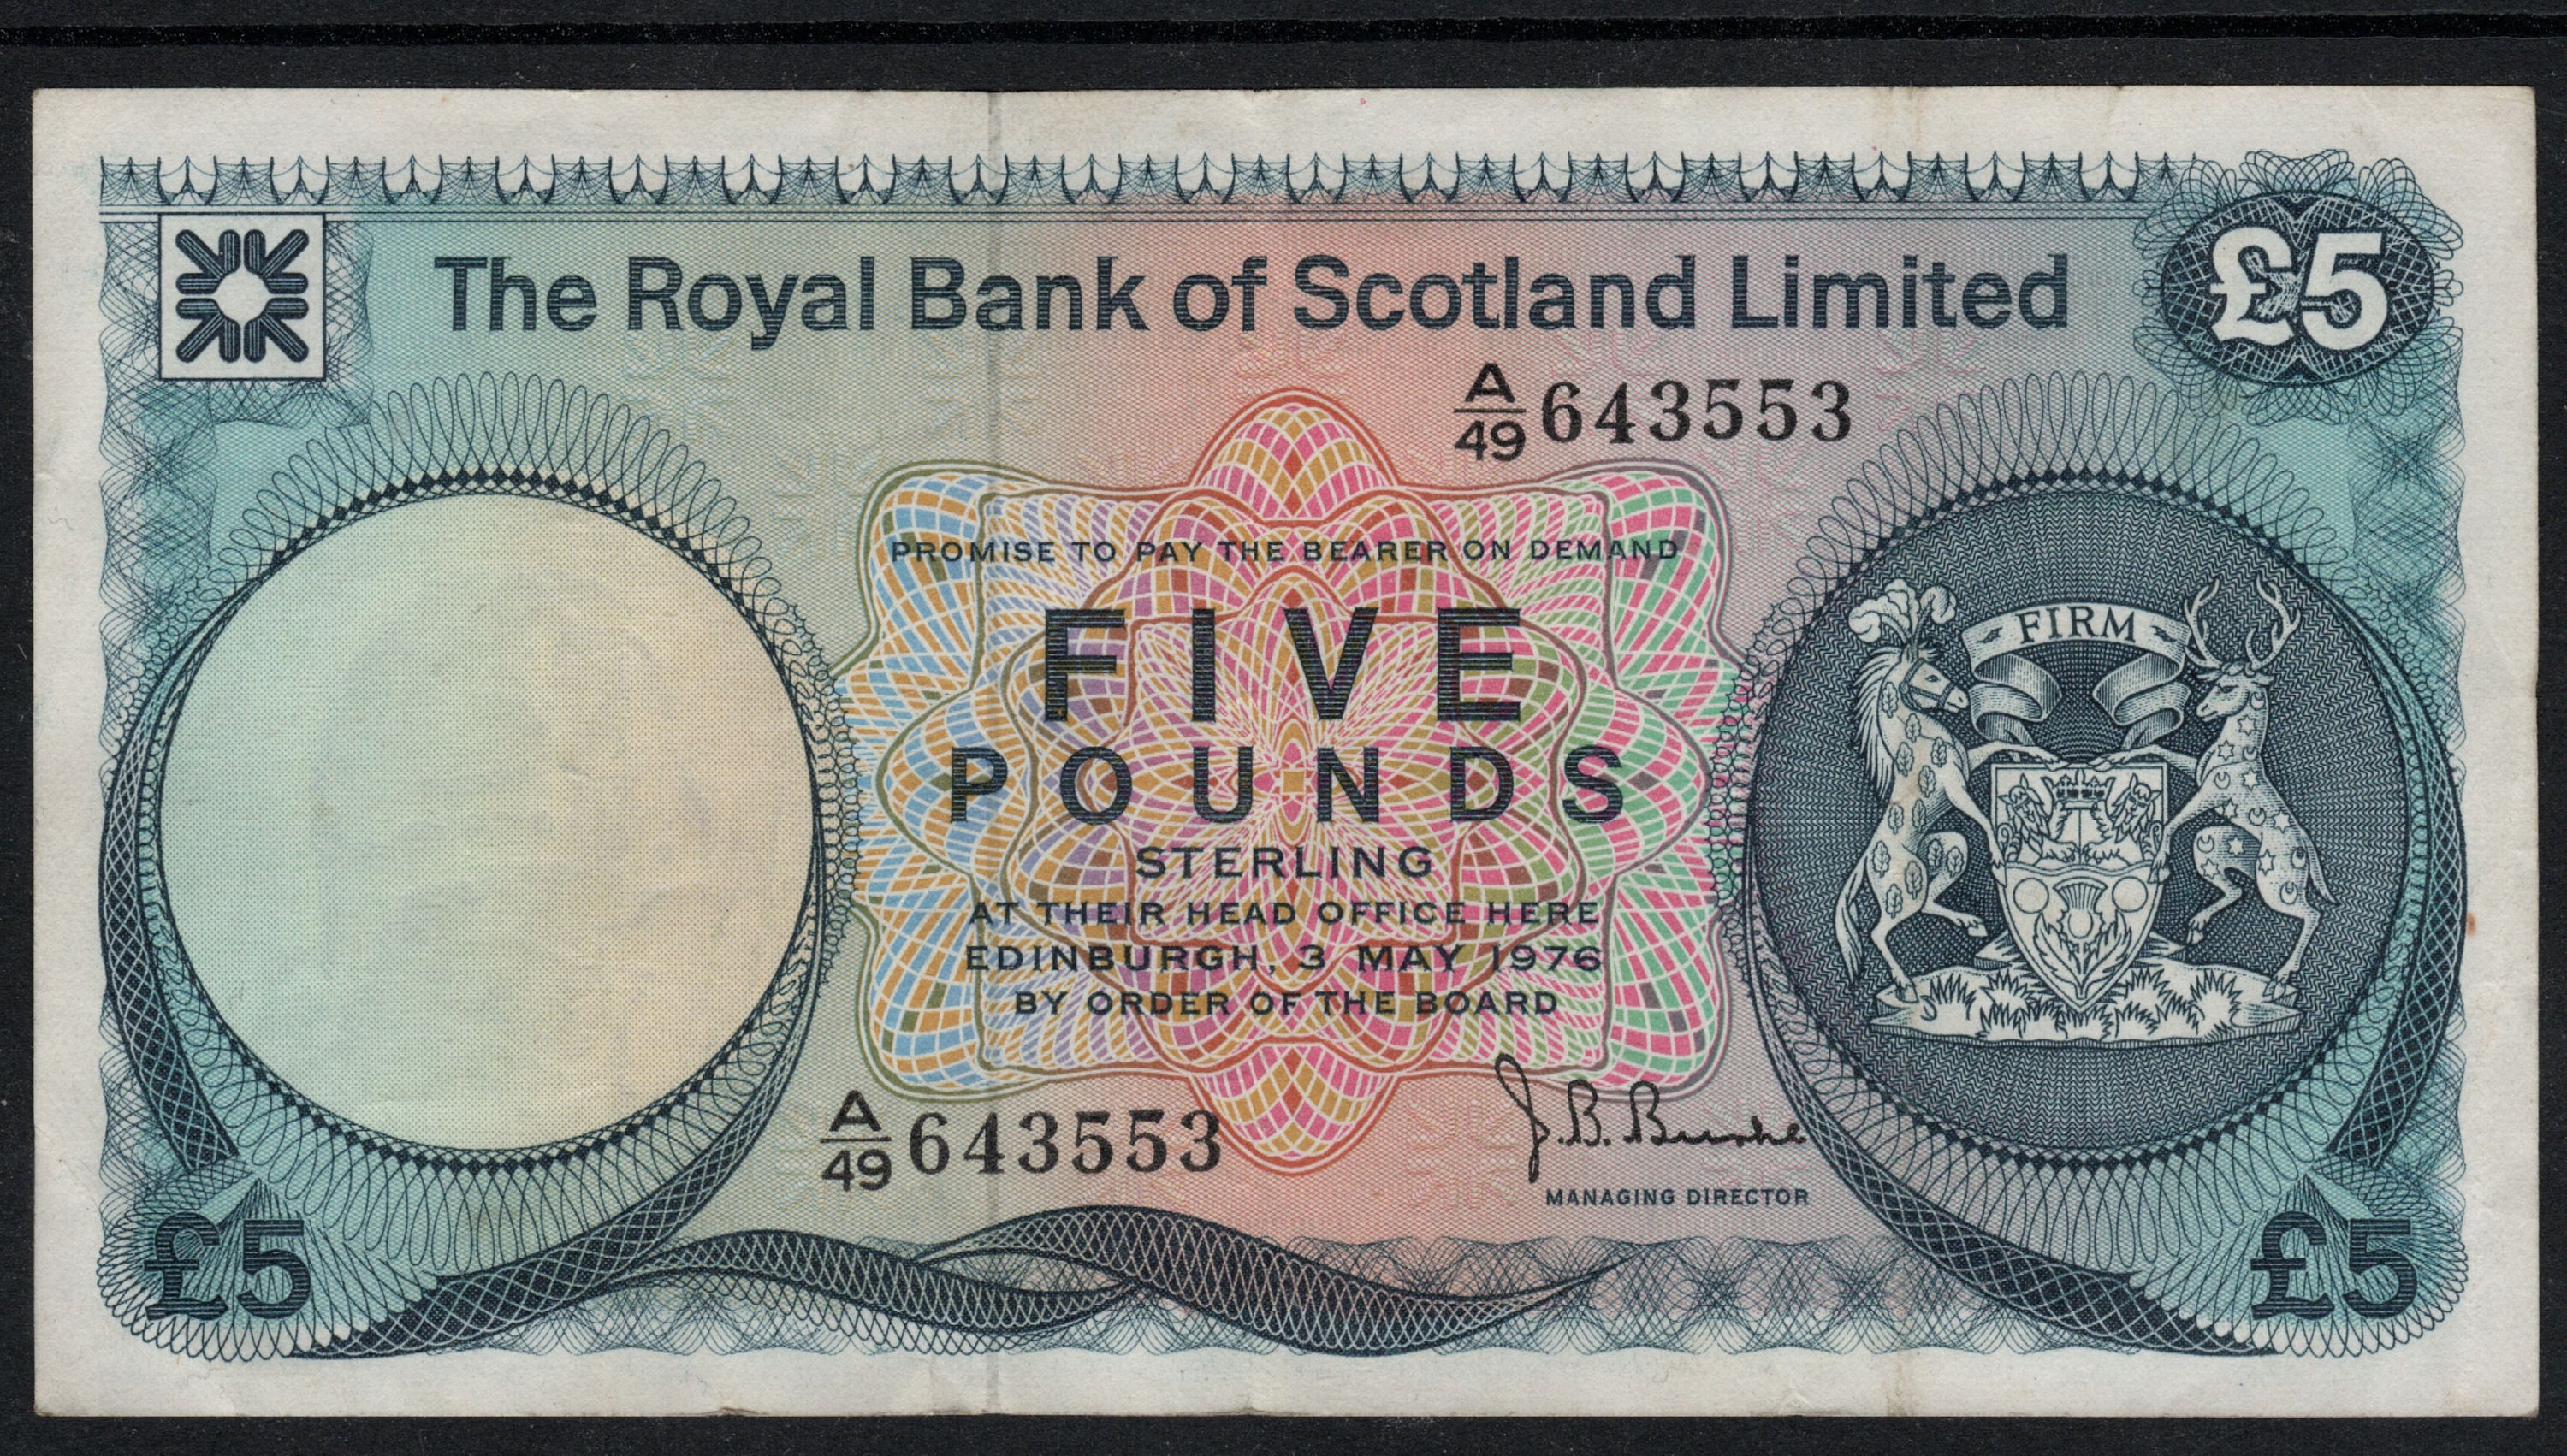 The Royal Bank of Scotland Limited
£5
A/49 643553
PROMISE TO PAY THE BEARER ON DEMAND
FIVE
POUNDS
STERLING
AT THEIR HEAD OFFICE HERE
EDINBURGH, 3 MAY 1976
BY ORDER OF THE BOARD
FIRM
A/49 643553
J. B. Burke
MANAGING DIRECTOR
£5
£5